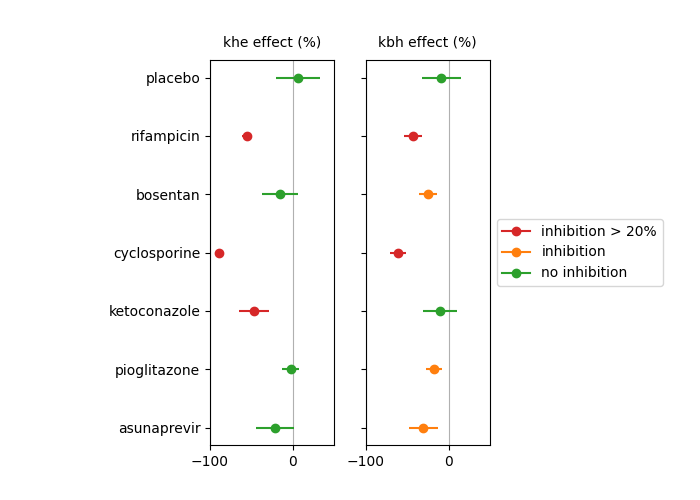 khe effect (%) kbh effect (%)
placebo
rifampicin
bosentan
cyclosporine
ketoconazole
pioglitazone
asunaprevir
inhibition > 20%
inhibition
no inhibition
−100 0 −100 0